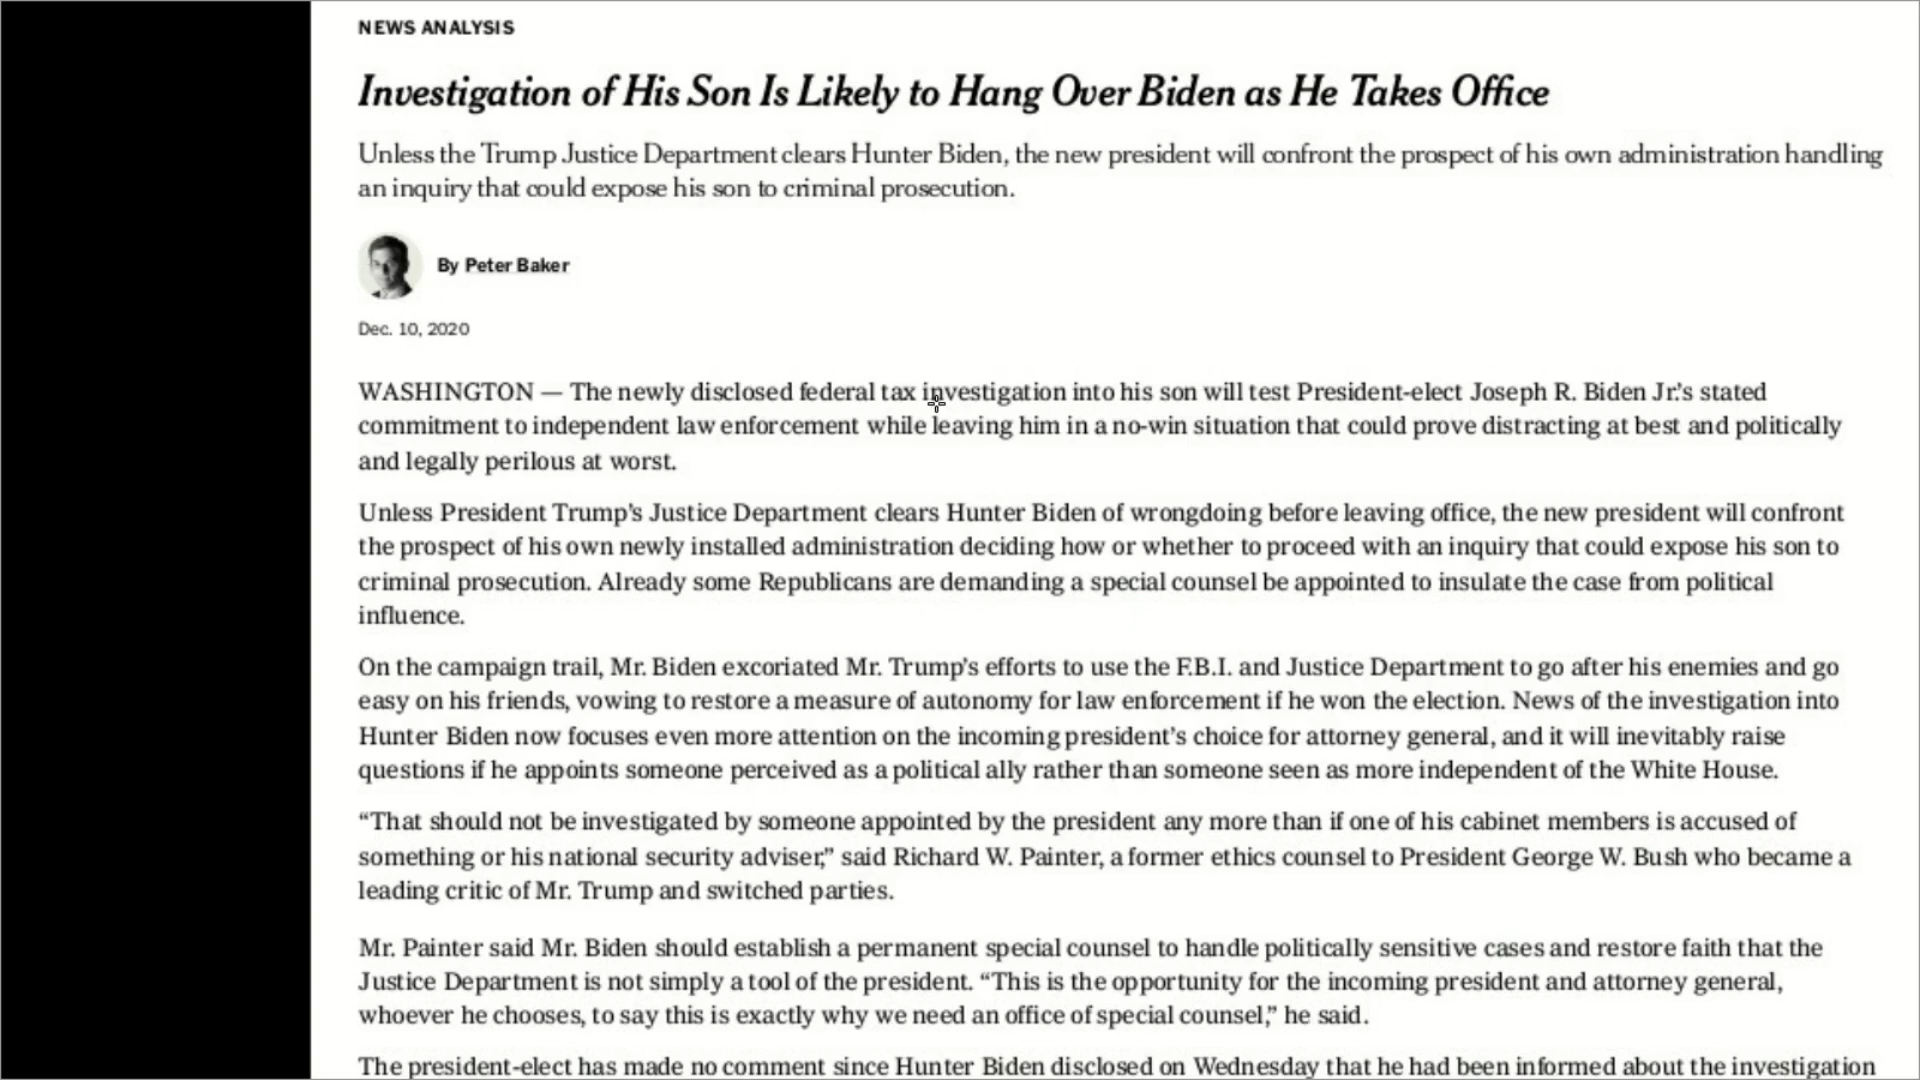 NEWS ANALYSIS
Investigation of His Son Is Likely to Hang Over Biden as He Takes Office
Unless the Trump Justice Department clears Hunter Biden, the new president will confront the prospect of his own administration handling
an inquiry that could expose his son to criminal prosecution.
By Peter Baker
Dec. 10, 2020
WASHINGTON — The newly disclosed federal tax investigation into his son will test President-elect Joseph R. Biden Jr.’s stated
commitment to independent law enforcement while leaving him in a no-win situation that could prove distracting at best and politically
and legally perilous at worst.
Unless President Trump’s Justice Department clears Hunter Biden of wrongdoing before leaving office, the new president will confront
the prospect of his own newly installed administration deciding how or whether to proceed with an inquiry that could expose his son to
criminal prosecution. Already some Republicans are demanding a special counsel be appointed to insulate the case from political
influence.
On the campaign trail, Mr. Biden excoriated Mr. Trump’s efforts to use the F.B.I. and Justice Department to go after his enemies and go
easy on his friends, vowing to restore a measure of autonomy for law enforcement if he won the election. News of the investigation into
Hunter Biden now focuses even more attention on the incoming president’s choice for attorney general, and it will inevitably raise
questions if he appoints someone perceived as a political ally rather than someone seen as more independent of the White House.
“That should not be investigated by someone appointed by the president any more than if one of his cabinet members is accused of
something or his national security adviser,” said Richard W. Painter, a former ethics counsel to President George W. Bush who became a
leading critic of Mr. Trump and switched parties.
Mr. Painter said Mr. Biden should establish a permanent special counsel to handle politically sensitive cases and restore faith that the
Justice Department is not simply a tool of the president. “This is the opportunity for the incoming president and attorney general,
whoever he chooses, to say this is exactly why we need an office of special counsel,” he said.
The president-elect has made no comment since Hunter Biden disclosed on Wednesday that he had been informed about the investigation